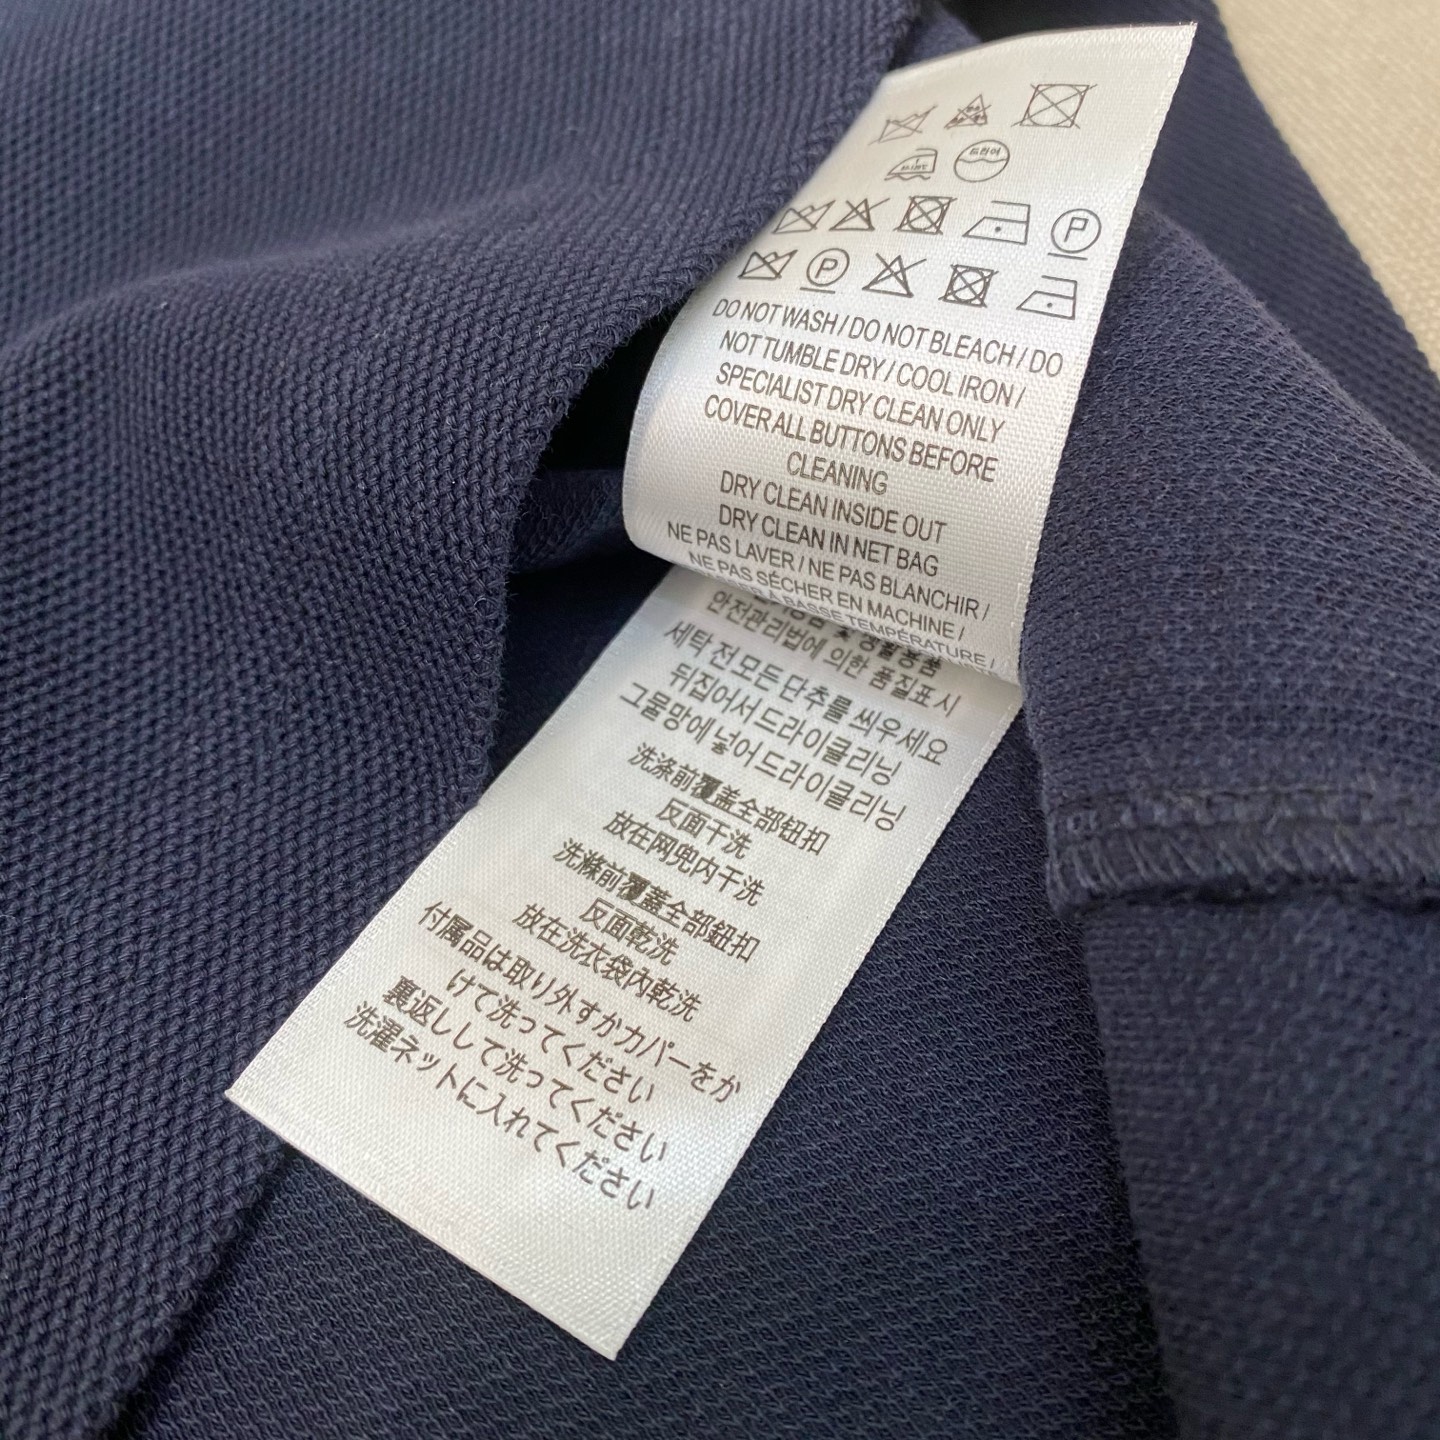 드라이
P
P
DO NOT WASH / DO NOT BLEACH / DO
NOT TUMBLE DRY / COOL IRON /
SPECIALIST DRY CLEAN ONLY
COVER ALL BUTTONS BEFORE
CLEANING
DRY CLEAN INSIDE OUT
DRY CLEAN IN NET BAG
NE PAS LAVER / NE PAS BLANCHIR /
NE PAS SÉCHER EN MACHINE /
À BASSE TEMPÉRATURE /
안전관리법에 의한 품질표시
세탁 전 모든 단추를 씌우세요
뒤집어서 드라이클리닝
그물망에 넣어 드라이클리닝
洗涤前覆盖全部钮扣
反面干洗
放在网兜内干洗
洗滌前覆蓋全部鈕扣
反面乾洗
放在洗衣袋內乾洗
付属品は取り外すかカバーをか
けて洗ってください
裏返しして洗ってください
洗濯ネットに入れてください